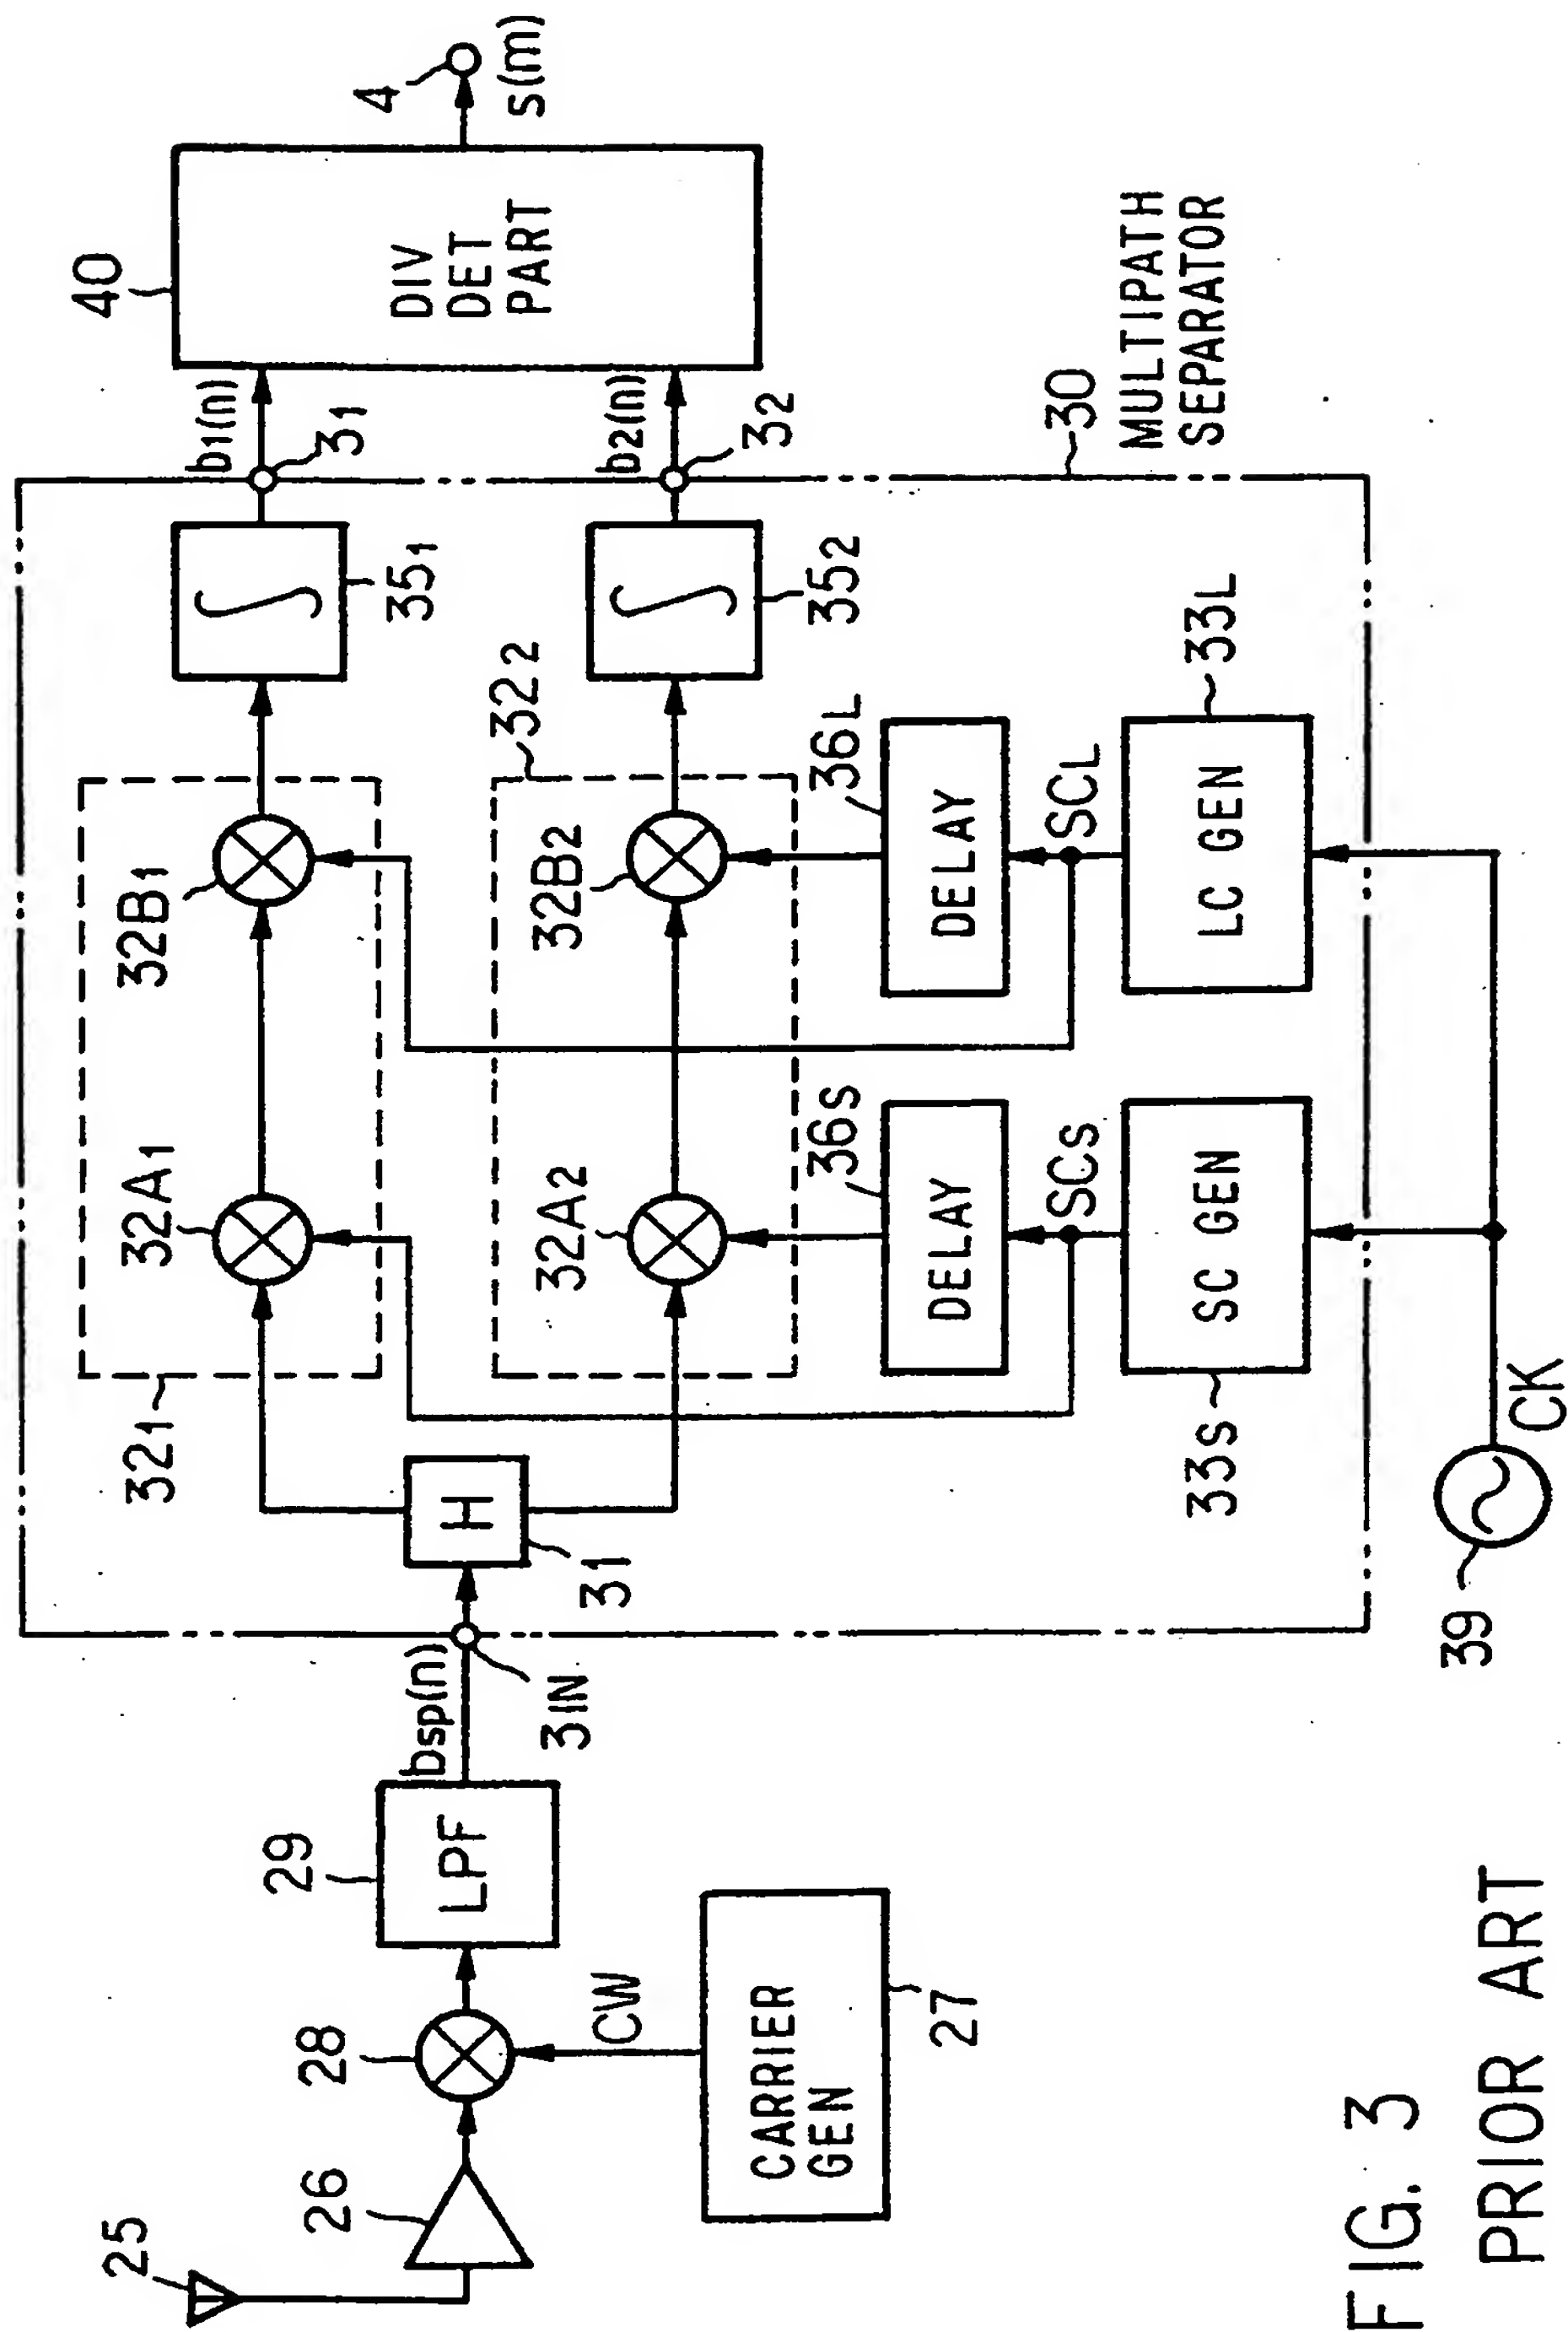 25
26
28
29
LPF
bsp(n)
3IN
CW
CARRIER
GEN
27
H
31
321
32A1
32B1
351
b1(n)
31
322
32A2
32B2
352
b2(n)
32
36S
DELAY
SCS
SC GEN
33S
36L
DELAY
SCL
LC GEN
33L
39
CK
30
MULTIPATH
SEPARATOR
40
DIV
DET
PART
4
s(m)
FIG. 3
PRIOR ART